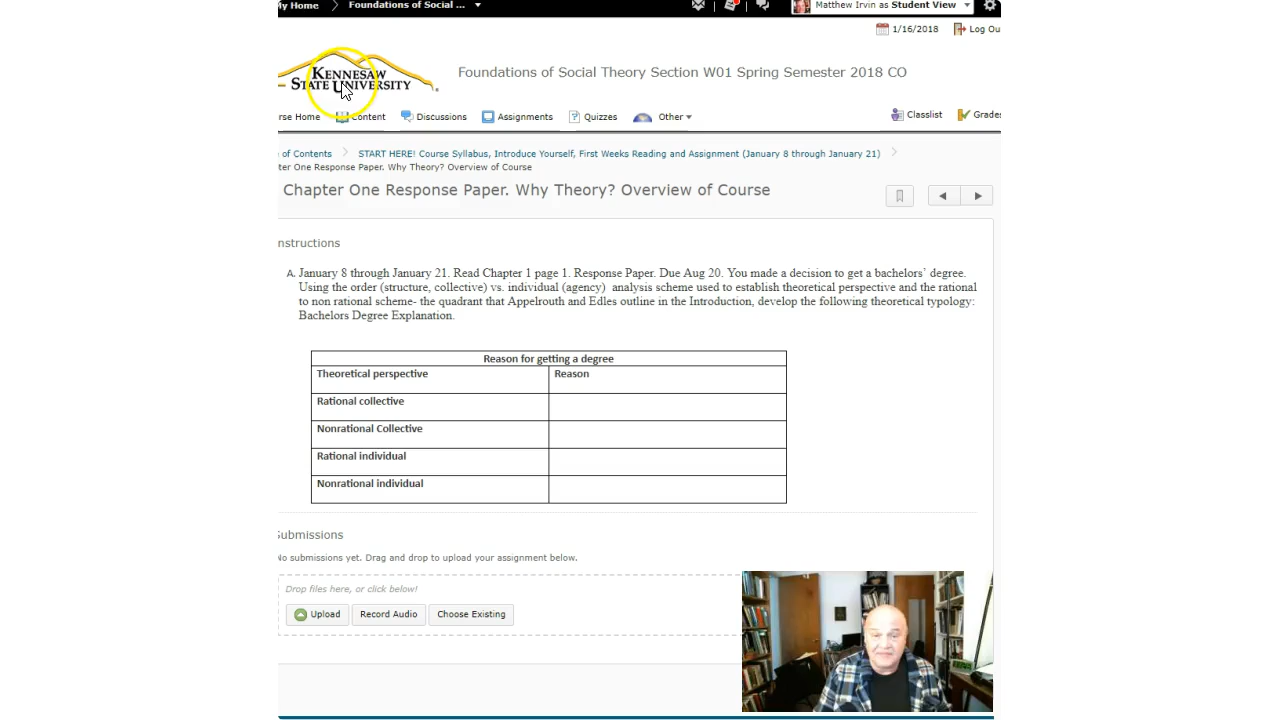 My Home
Foundations of Social ...
Matthew Irvin as Student View
1/16/2018
Log Ou
KENNESAW
STATE UNIVERSITY
Foundations of Social Theory Section W01 Spring Semester 2018 CO
rse Home
Content
Discussions
Assignments
Quizzes
Other
Classlist
Grades
e of Contents
START HERE! Course Syllabus, Introduce Yourself, First Weeks Reading and Assignment (January 8 through January 21)
ter One Response Paper. Why Theory? Overview of Course
Chapter One Response Paper. Why Theory? Overview of Course
nstructions
A. January 8 through January 21. Read Chapter 1 page 1. Response Paper. Due Aug 20. You made a decision to get a bachelors' degree.
Using the order (structure, collective) vs. individual (agency) analysis scheme used to establish theoretical perspective and the rational
to non rational scheme- the quadrant that Appelrouth and Edles outline in the Introduction, develop the following theoretical typology:
Bachelors Degree Explanation.
Reason for getting a degree
Theoretical perspective
Reason
Rational collective
Nonrational Collective
Rational individual
Nonrational individual
Submissions
No submissions yet. Drag and drop to upload your assignment below.
Drop files here, or click below!
Upload
Record Audio
Choose Existing